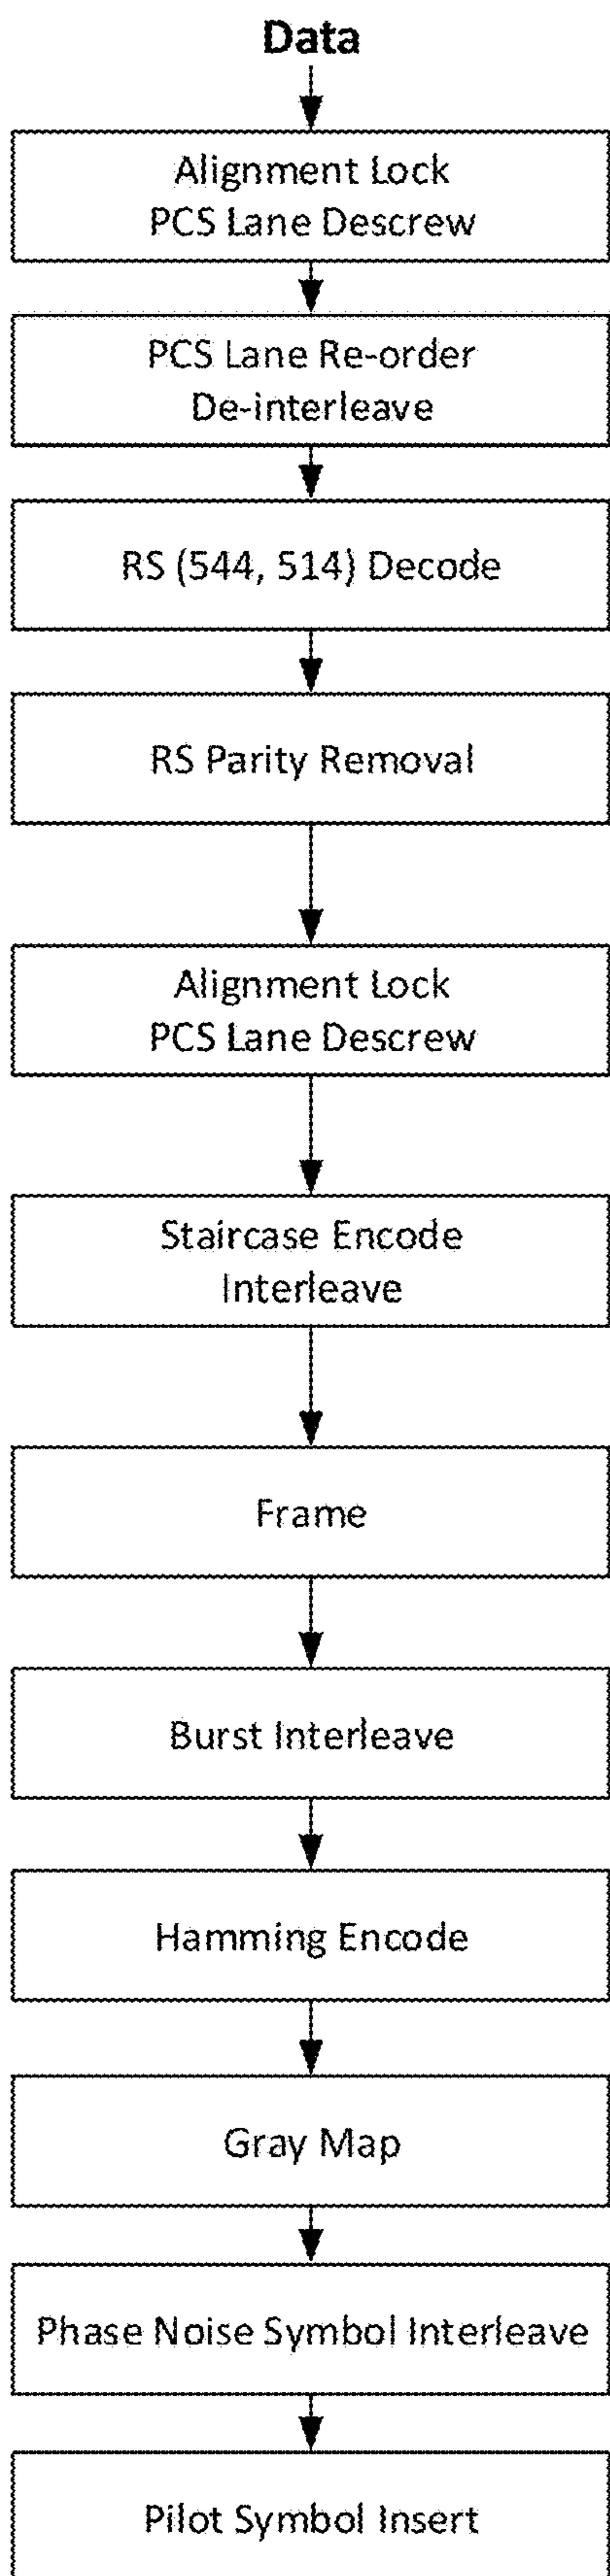 Data
Alignment Lock
PCS Lane Descrew
PCS Lane Re-order
De-interleave
RS (544, 514) Decode
RS Parity Removal
Alignment Lock
PCS Lane Descrew
Staircase Encode
Interleave
Frame
Burst Interleave
Hamming Encode
Gray Map
Phase Noise Symbol Interleave
Pilot Symbol Insert